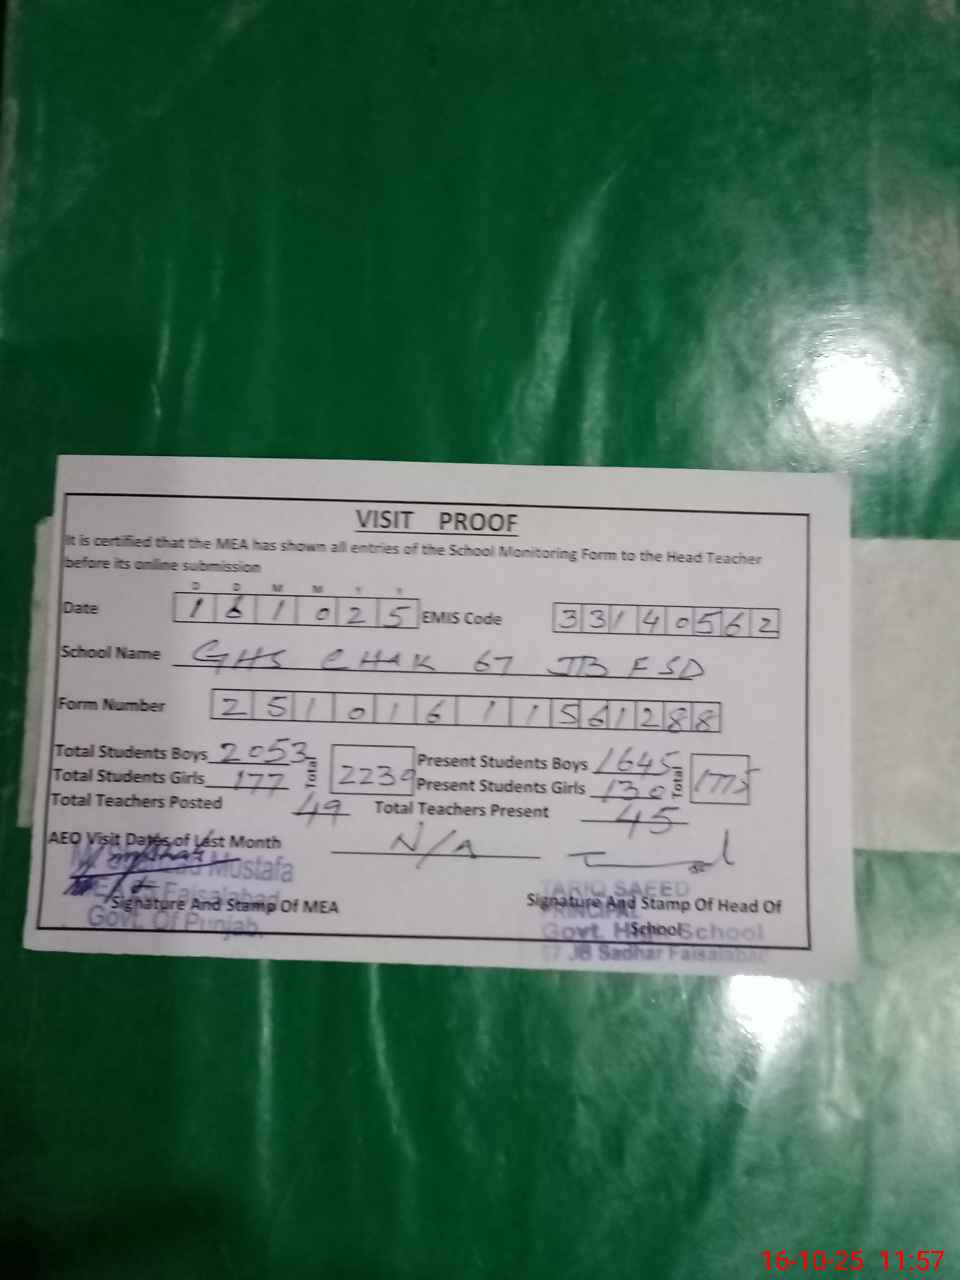 VISIT PROOF
It is certified that the MEA has shown all entries of the School Monitoring Form to the Head Teacher
before its online submission
D D M M Y Y
Date 1 6 1 0 2 5 EMIS Code 3 3 1 4 0 5 6 2
School Name GHS CHAK 67 JB FSD
Form Number 2 5 1 0 1 6 1 1 5 6 1 2 8 8
Total Students Boys 2053 Total 2230 Present Students Boys 1645 Total 1775
Total Students Girls 177 Present Students Girls 130
Total Teachers Posted 49 Total Teachers Present 45
AEO Visit Dates of Last Month N/A
Mustafa
Faisalabad
Signature And Stamp Of MEA
Govt. Of Punjab.
TARIQ SAEED
Signature And Stamp Of Head Of
PRINCIPAL
School
Govt. High School
67 JB Sadhar Faisalabad
16-10-25 11:57